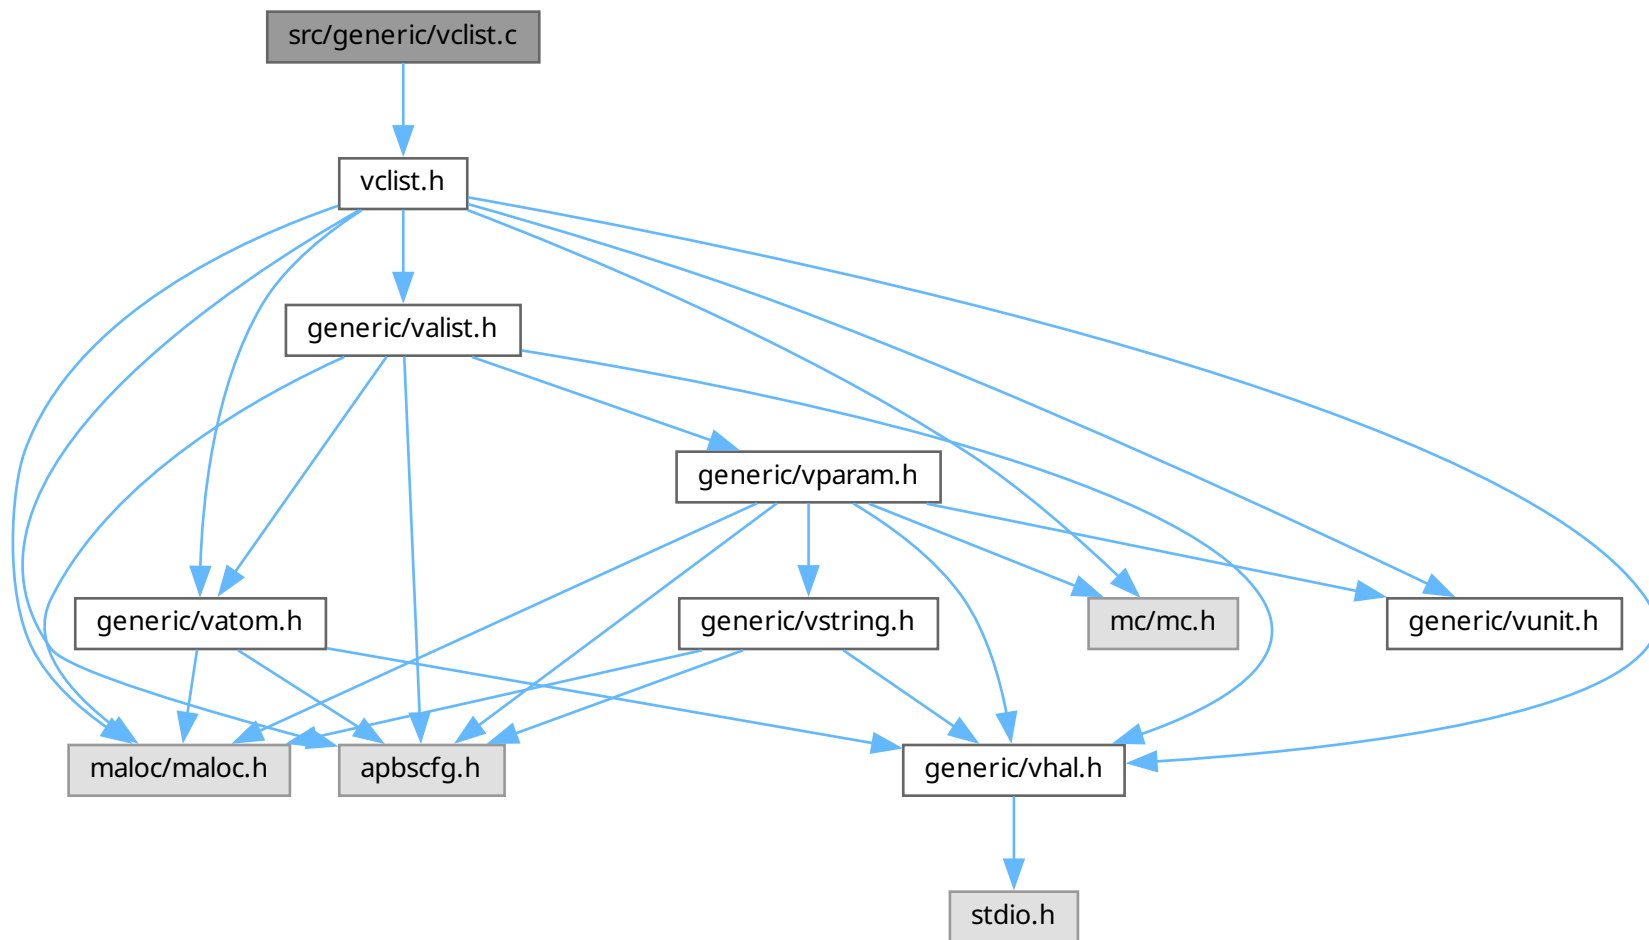 src/generic/vclist.c
vclist.h
generic/valist.h
generic/vparam.h
generic/vatom.h
generic/vstring.h
mc/mc.h
generic/vunit.h
maloc/maloc.h
apbscfg.h
generic/vhal.h
stdio.h